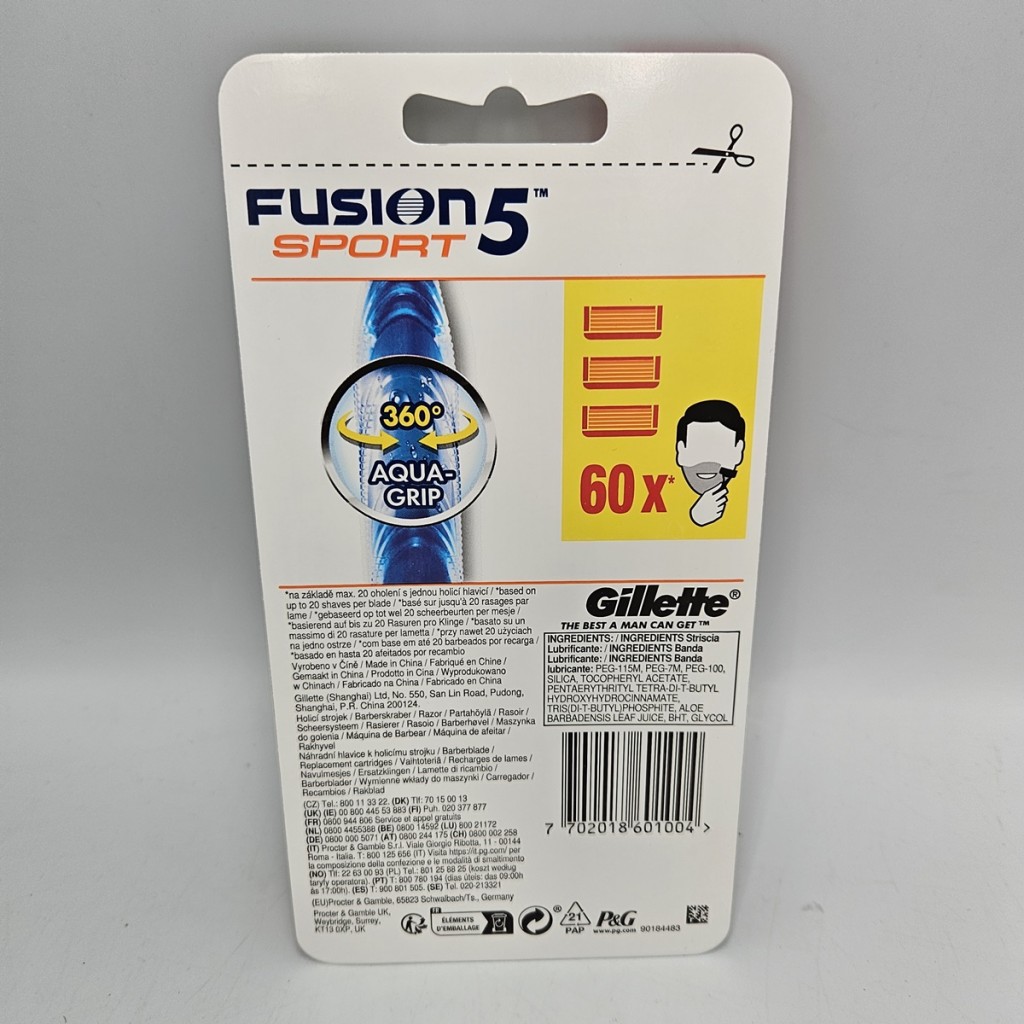 FUSION5™
SPORT
360°
AQUA-
GRIP
60 x*
*na základě max. 20 oholení s jednou holicí hlavicí / *based on
up to 20 shaves per blade / *basé sur jusqu'à 20 rasages par
lame / *gebaseerd op tot wel 20 scheerbeurten per mesje /
*basierend auf bis zu 20 Rasuren pro Klinge / *basato su un
massimo di 20 rasature per lametta / *przy nawet 20 użyciach
na jedno ostrze / *com base em até 20 barbeados por recarga /
*basado en hasta 20 afeitados por recambio
Vyrobeno v Číně / Made in China / Fabriqué en Chine /
Gemaakt in China / Prodotto in Cina / Wyprodukowano
w Chinach / Fabricado na China / Fabricado en China
Gillette (Shanghai) Ltd, No. 550, San Lin Road, Pudong,
Shanghai, P.R. China 200124.
Holicí strojek / Barberskraber / Razor / Partahöylä / Rasoir /
Scheersysteem / Rasierer / Rasoio / Barberhøvel / Maszynka
do golenia / Máquina de Barbear / Máquina de afeitar /
Rakhyvel
Náhradní hlavice k holicímu strojku / Barberblade /
Replacement cartridges / Vaihtoteriä / Recharges de lames /
Navulmesjes / Ersatzklingen / Lamette di ricambio /
Barberblader / Wymienne wkłady do maszynki / Carregador /
Recambios / Rakblad
(CZ) Tel.: 800 11 33 22. (DK) Tlf: 70 15 00 13
(UK) (IE) 00 800 445 53 883 (FI) Puh. 020 377 877
(FR) 0800 944 806 Service et appel gratuits
(NL) 0800 4455388 (BE) 0800 14592 (LU) 800 21172
(DE) 0800 000 5071 (AT) 0800 244 175 (CH) 0800 002 258
(IT) Procter & Gamble S.r.l. Viale Giorgio Ribotta, 11 - 00144
Roma - Italia. T: 800 125 656 (IT) Visita https://it.pg.com/ per
la composizione della confezione e le modalità di smaltimento
(NO) Tlf: 22 63 00 93 (PL) Tel.: 801 25 88 25 (koszt według
taryfy operatora). (PT) T: 800 780 194 (dias úteis: das 09:00h
às 17:00h). (ES) T: 900 801 505. (SE) Tel. 020-213321
(EU)Procter & Gamble, 65823 Schwalbach/Ts., Germany
Procter & Gamble UK,
Weybridge, Surrey,
KT13 0XP, UK
Gillette®
THE BEST A MAN CAN GET™
INGREDIENTS: / INGREDIENTS Striscia
Lubrificante: / INGREDIENTS Banda
Lubrificante: / INGREDIENTS Banda
lubricante: PEG-115M, PEG-7M, PEG-100,
SILICA, TOCOPHERYL ACETATE,
PENTAERYTHRITYL TETRA-DI-T-BUTYL
HYDROXYHYDROCINNAMATE,
TRIS(DI-T-BUTYL)PHOSPHITE, ALOE
BARBADENSIS LEAF JUICE, BHT, GLYCOL
7 702018 601004 >
FR
ÉLÉMENTS
D'EMBALLAGE
®
21
PAP
P&G
www.pg.com 90184483